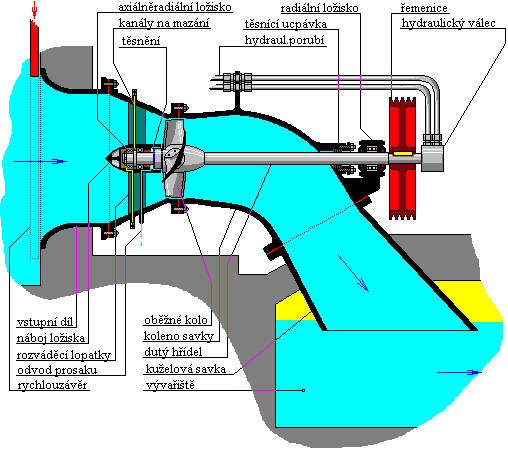 axiálněradiální ložisko
kanály na mazání
těsnění
radiální ložisko
těsnící ucpávka
hydraul.porubí
řemenice
hydraulický válec
vstupní díl
náboj ložiska
rozváděcí lopatky
odvod prosaku
rychlouzávěr
oběžné kolo
koleno savky
dutý hřídel
kuželová savka
vývařiště